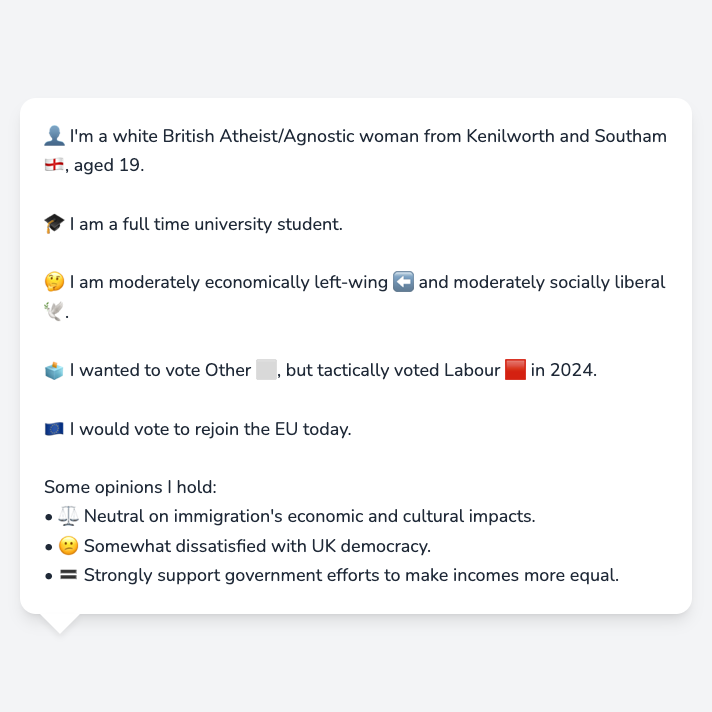 👤 I'm a white British Atheist/Agnostic woman from Kenilworth and Southam
🏴󠁧󠁢󠁥󠁮󠁧󠁿, aged 19.
🎓 I am a full time university student.
🤔 I am moderately economically left-wing ⬅️ and moderately socially liberal
🕊️.
🗳️ I wanted to vote Other ⬜, but tactically voted Labour 🟥 in 2024.
🇪🇺 I would vote to rejoin the EU today.
Some opinions I hold:
• ⚖️ Neutral on immigration's economic and cultural impacts.
• 😕 Somewhat dissatisfied with UK democracy.
• 🟰 Strongly support government efforts to make incomes more equal.